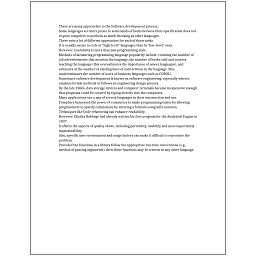 There are many approaches to the Software development process.
Some languages are more prone to some kinds of faults because their specification does not
require compilers to perform as much checking as other languages.
There exist a lot of different approaches for each of those tasks.
It is usually easier to code in "high-level" languages than in "low-level" ones.
However, readability is more than just programming style.
Methods of measuring programming language popularity include: counting the number of
job advertisements that mention the language, the number of books sold and courses
teaching the language (this overestimates the importance of newer languages), and
estimates of the number of existing lines of code written in the language (this
underestimates the number of users of business languages such as COBOL).
Sometimes software development is known as software engineering, especially when it
employs formal methods or follows an engineering design process.
By the late 1960s, data storage devices and computer terminals became inexpensive enough
that programs could be created by typing directly into the computers.
Many applications use a mix of several languages in their construction and use.
Compilers harnessed the power of computers to make programming easier by allowing
programmers to specify calculations by entering a formula using infix notation.
Techniques like Code refactoring can enhance readability.
However, Charles Babbage had already written his first program for the Analytical Engine in
1837.
It affects the aspects of quality above, including portability, usability and most importantly
maintainability.
Also, specific user environment and usage history can make it difficult to reproduce the
problem.
Provided the functions in a library follow the appropriate run-time conventions (e.g.,
method of passing arguments), then these functions may be written in any other language.